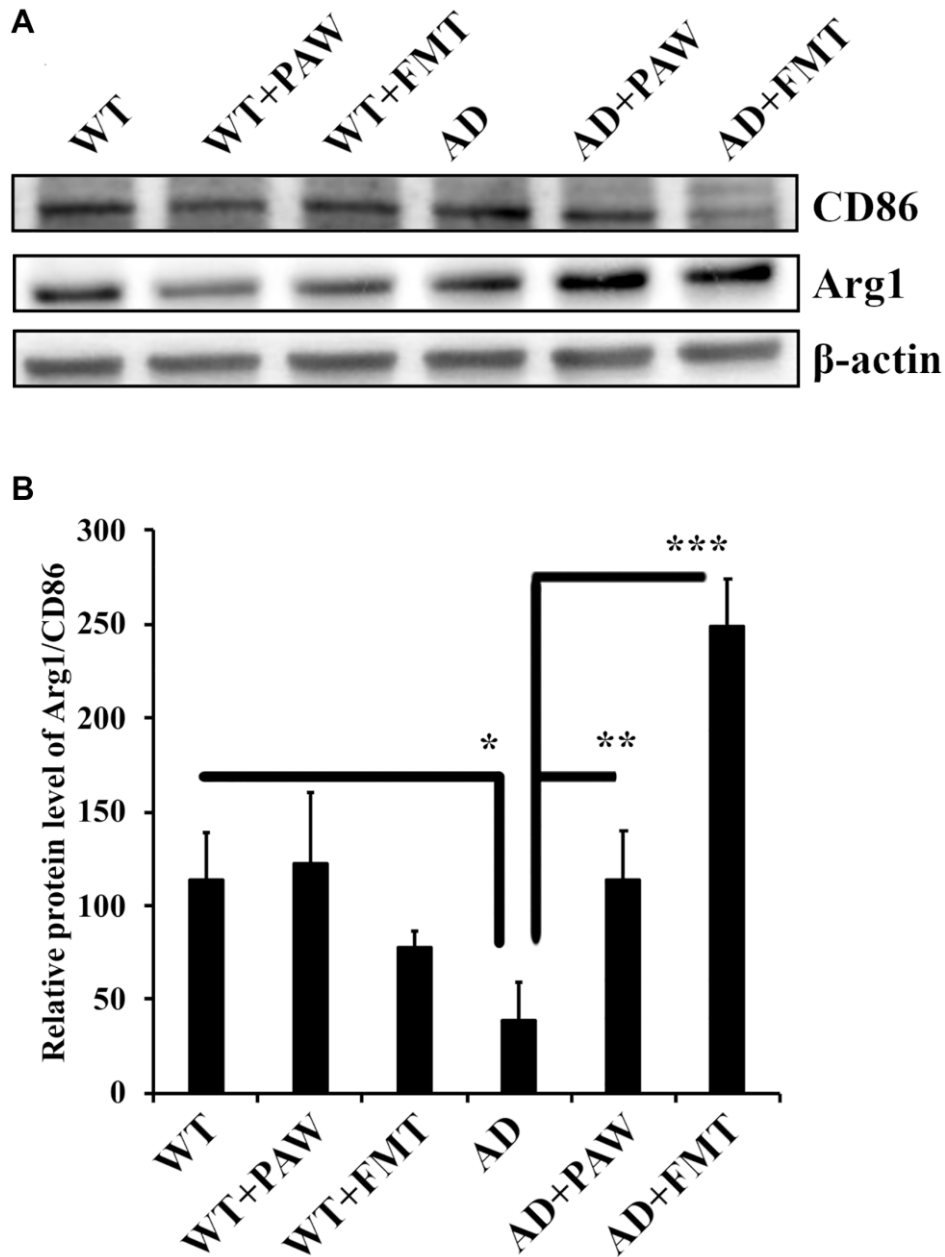 A
WT WT+PAW WT+FMT AD AD+PAW AD+FMT
CD86
Arg1
β-actin
B
Relative protein level of Arg1/CD86
300
250
200
150
100
50
0
***
* **
WT WT+PAW WT+FMT AD AD+PAW AD+FMT